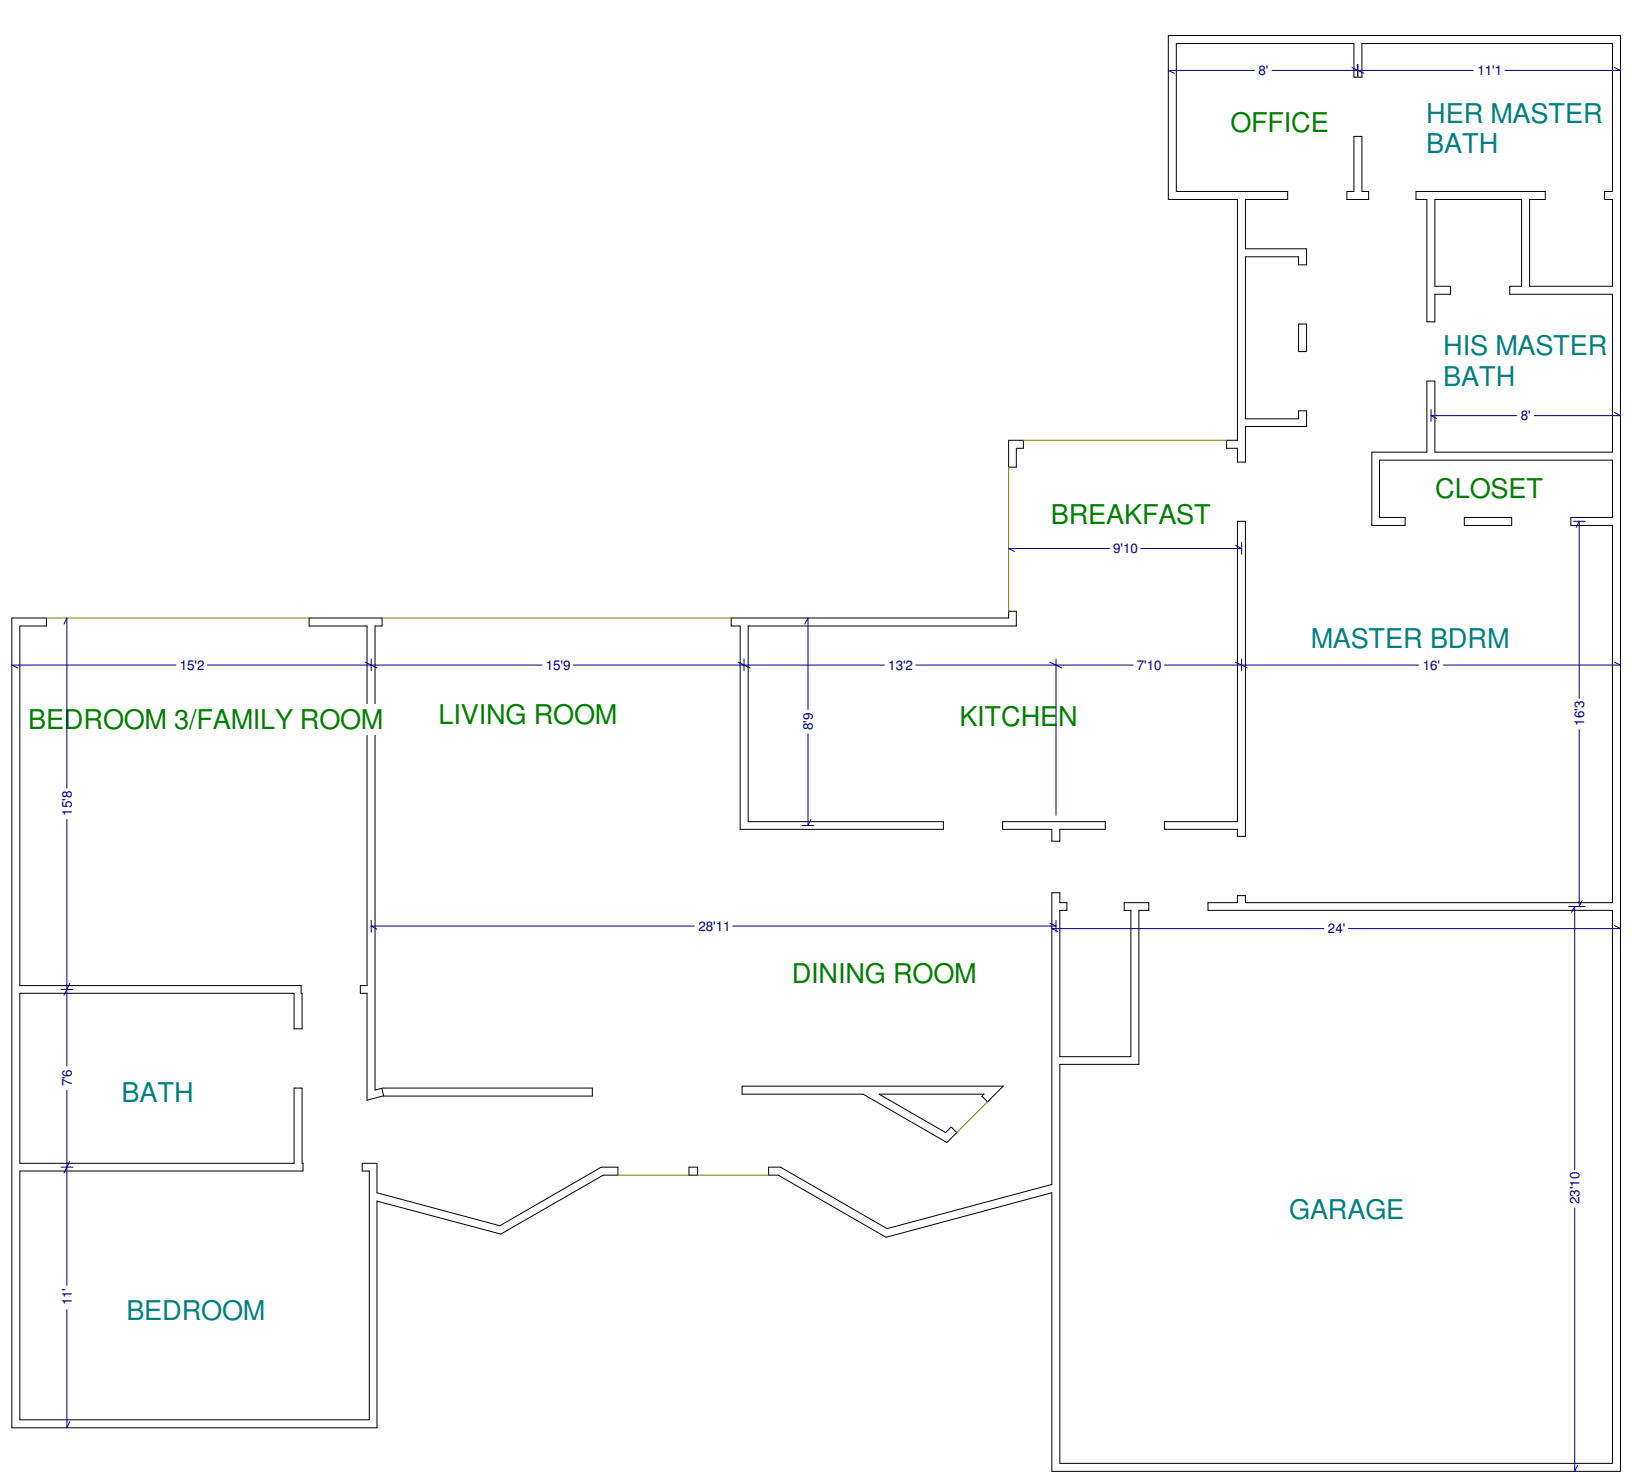 8' 11'1
OFFICE
HER MASTER
BATH
HIS MASTER
BATH
8'
CLOSET
BREAKFAST
9'10
MASTER BDRM
15'2 15'9 13'2 7'10 16'
BEDROOM 3/FAMILY ROOM
LIVING ROOM
KITCHEN
8'9
16'3
15'8
28'11
24'
DINING ROOM
7'6
BATH
23'10
GARAGE
11'
BEDROOM